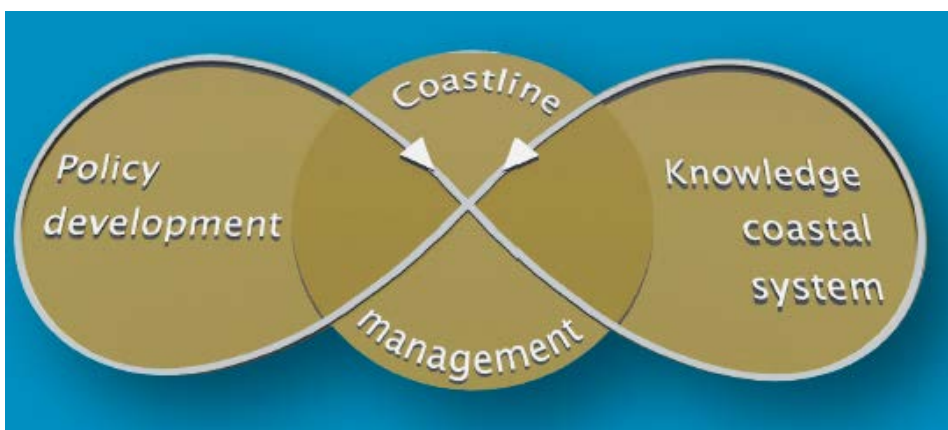 Coastline
Policy
development
Knowledge
coastal
system
management